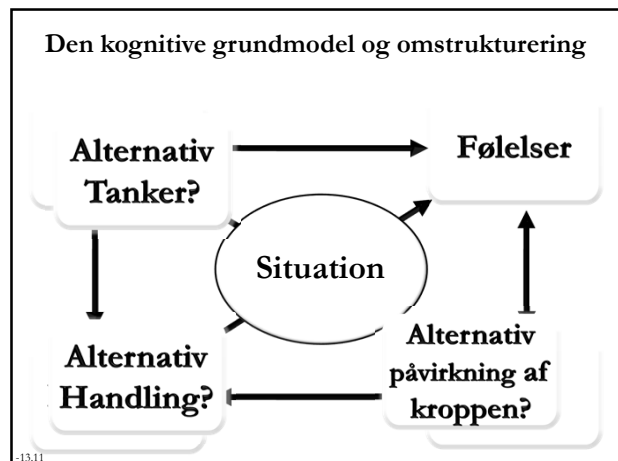 Den kognitive grundmodel og omstrukturering
Alternativ
Tanker?
Følelser
Situation
Alternativ
Handling?
Alternativ
påvirkning af
kroppen?
-13.11